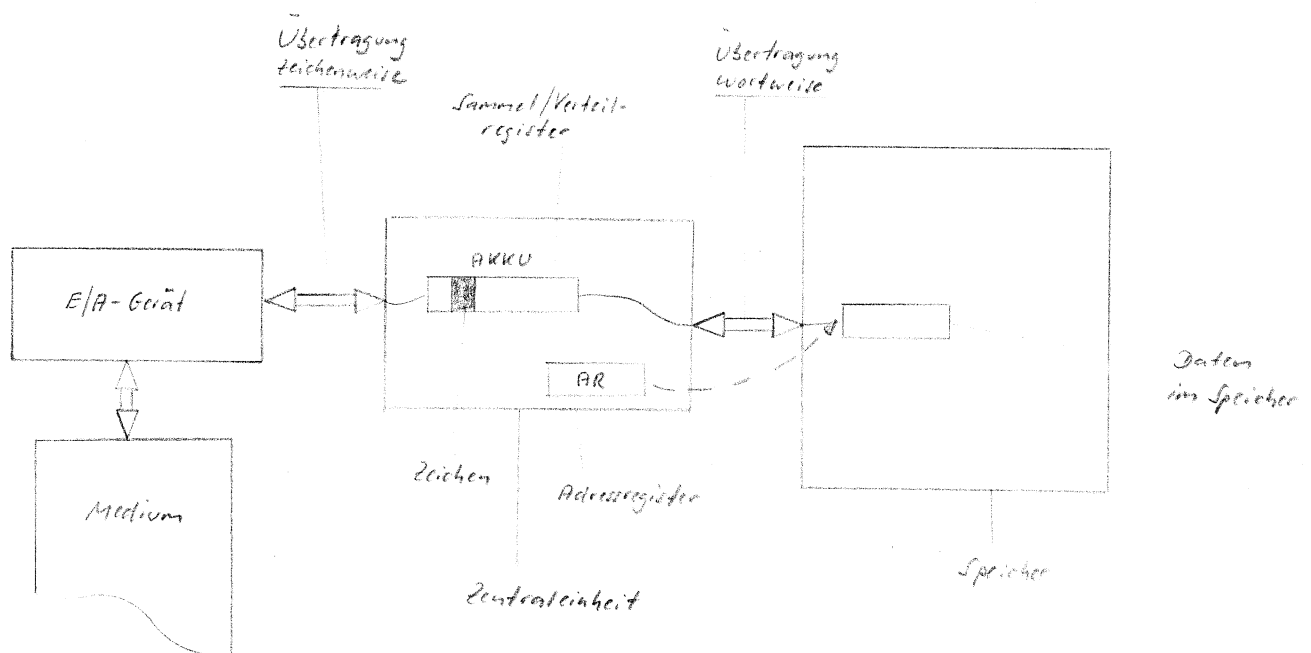 Übertragung
zeichenweise
Übertragung
wortweise
Sammel/Verteil-
register
AKKU
E/A-Gerät
AR
Daten
im Speicher
Zeichen
Adressregister
Medium
Speicher
Zentraleinheit